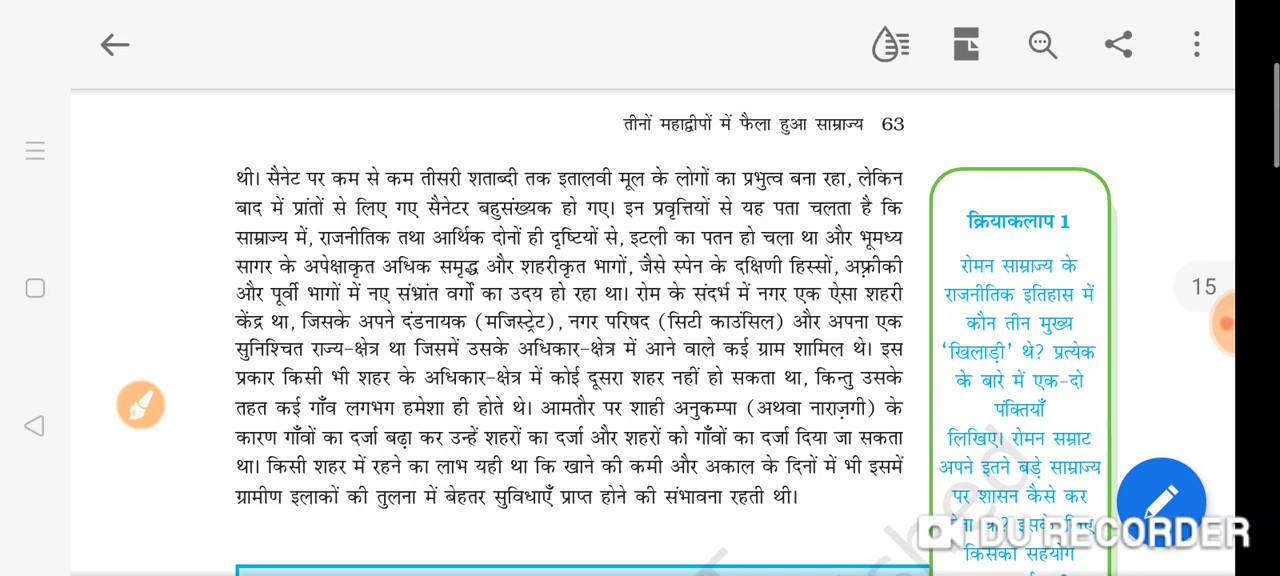 तीनों महाद्वीपों में फैला हुआ साम्राज्य 63
थी। सैनेट पर कम से कम तीसरी शताब्दी तक इतालवी मूल के लोगों का प्रभुत्व बना रहा, लेकिन
बाद में प्रांतों से लिए गए सैनेटर बहुसंख्यक हो गए। इन प्रवृत्तियों से यह पता चलता है कि
साम्राज्य में, राजनीतिक तथा आर्थिक दोनों ही दृष्टियों से, इटली का पतन हो चला था और भूमध्य
सागर के अपेक्षाकृत अधिक समृद्ध और शहरीकृत भागों, जैसे स्पेन के दक्षिणी हिस्सों, अफ़्रीकी
और पूर्वी भागों में नए संभ्रांत वर्गों का उदय हो रहा था। रोम के संदर्भ में नगर एक ऐसा शहरी
केंद्र था, जिसके अपने दंडनायक (मजिस्ट्रेट), नगर परिषद (सिटी काउंसिल) और अपना एक
सुनिश्चित राज्य-क्षेत्र था जिसमें उसके अधिकार-क्षेत्र में आने वाले कई ग्राम शामिल थे। इस
प्रकार किसी भी शहर के अधिकार-क्षेत्र में कोई दूसरा शहर नहीं हो सकता था, किन्तु उसके
तहत कई गाँव लगभग हमेशा ही होते थे। आमतौर पर शाही अनुकम्पा (अथवा नाराज़गी) के
कारण गाँवों का दर्जा बढ़ा कर उन्हें शहरों का दर्जा और शहरों को गाँवों का दर्जा दिया जा सकता
था। किसी शहर में रहने का लाभ यही था कि खाने की कमी और अकाल के दिनों में भी इसमें
ग्रामीण इलाकों की तुलना में बेहतर सुविधाएँ प्राप्त होने की संभावना रहती थी।
क्रियाकलाप 1
रोमन साम्राज्य के
राजनीतिक इतिहास में
कौन तीन मुख्य
'खिलाड़ी' थे? प्रत्येक
के बारे में एक-दो
पंक्तियाँ
लिखिए। रोमन सम्राट
अपने इतने बड़े साम्राज्य
पर शासन कैसे कर
किसका सहयोग
15
DU RECORDER